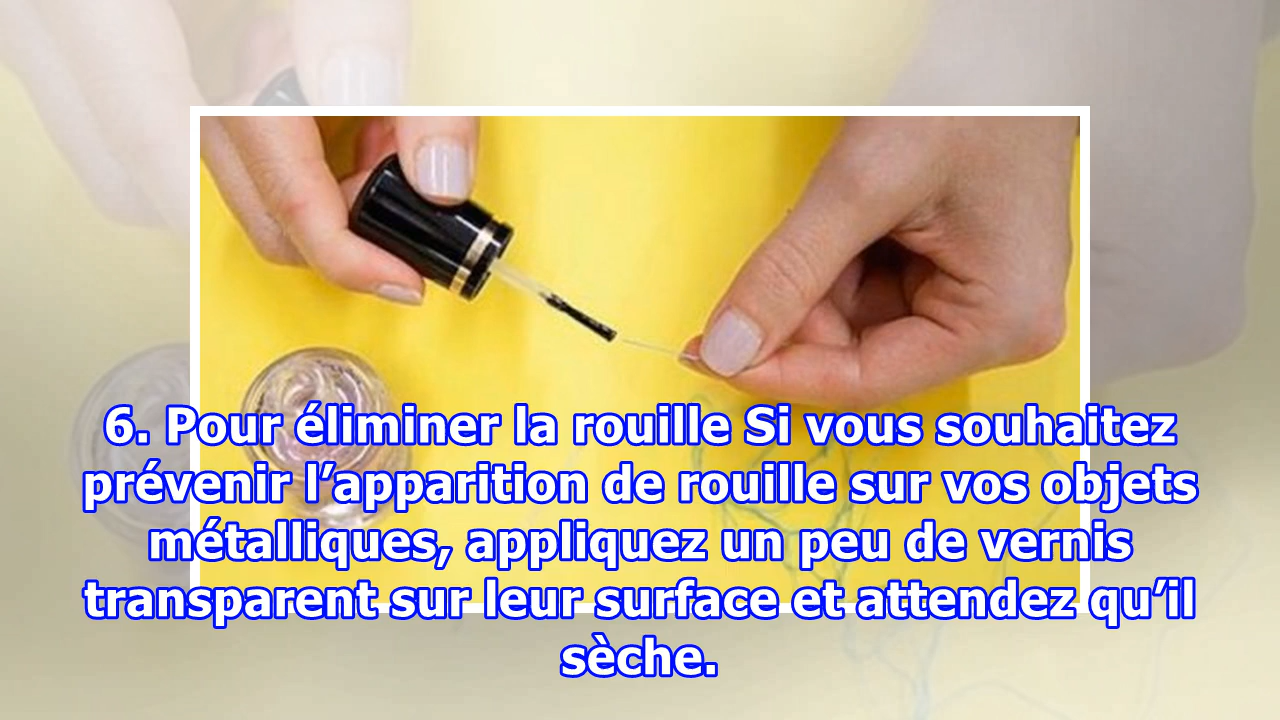 6. Pour éliminer la rouille Si vous souhaitez
prévenir l’apparition de rouille sur vos objets
métalliques, appliquez un peu de vernis
transparent sur leur surface et attendez qu’il
sèche.